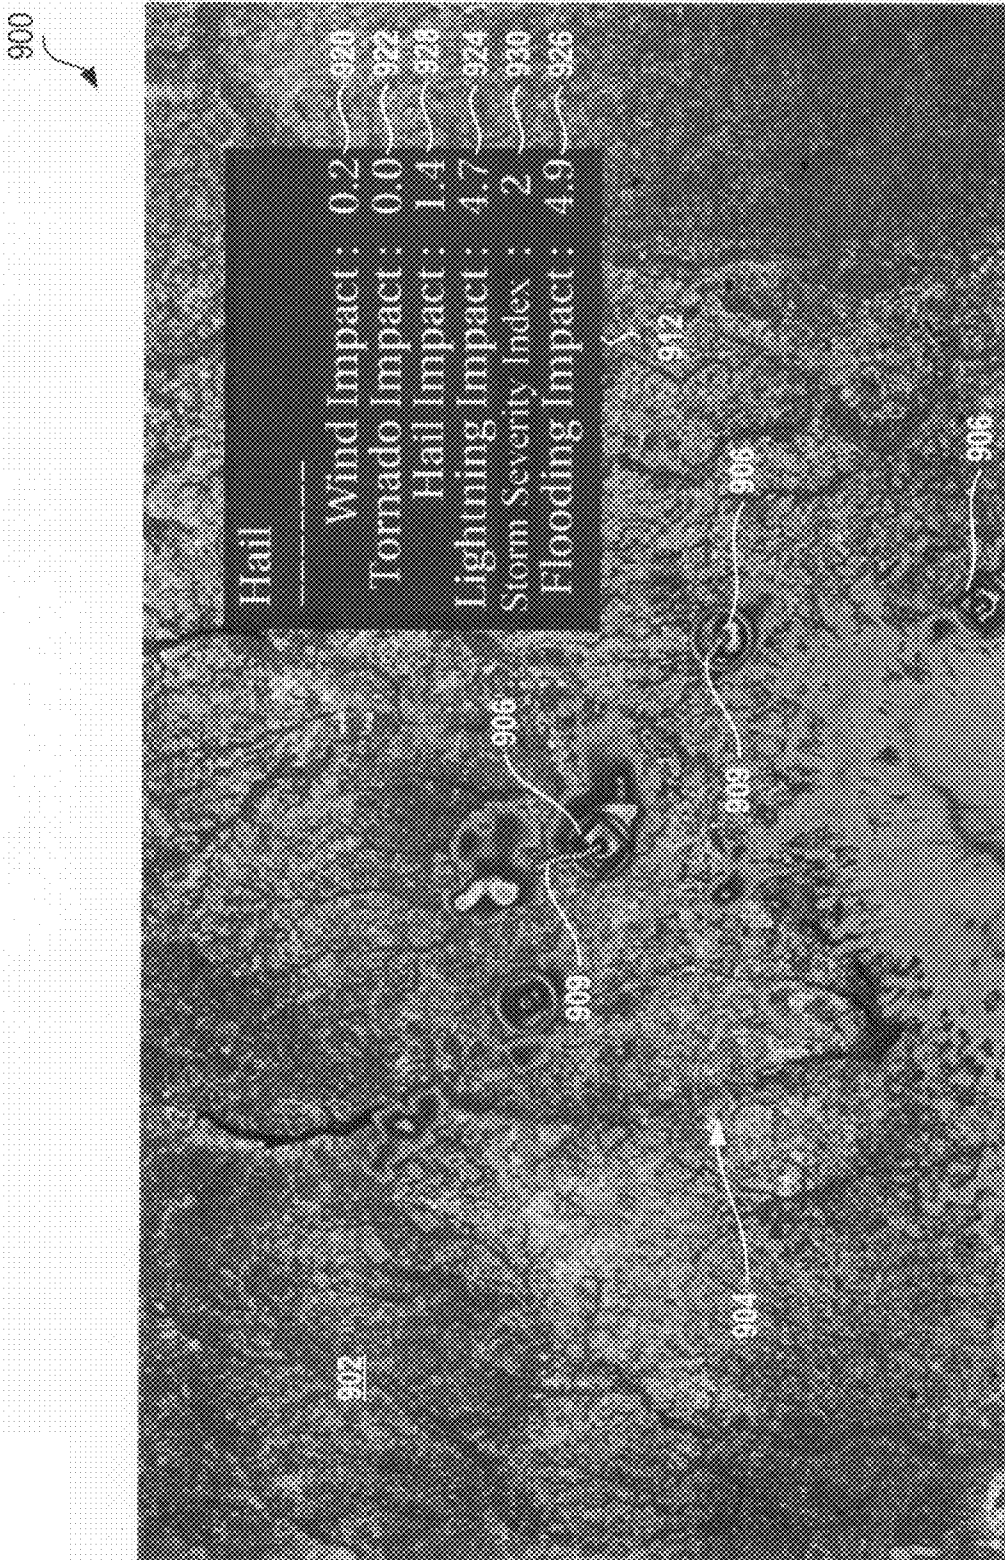 900
Hail
Wind Impact : 0.2 920
Tornado Impact : 0.0 922
Hail Impact : 1.4 928
Lightning Impact : 4.7 924
Storm Severity Index : 2 930
Flooding Impact : 4.9 926
912
906
906
906
909
909
904
902